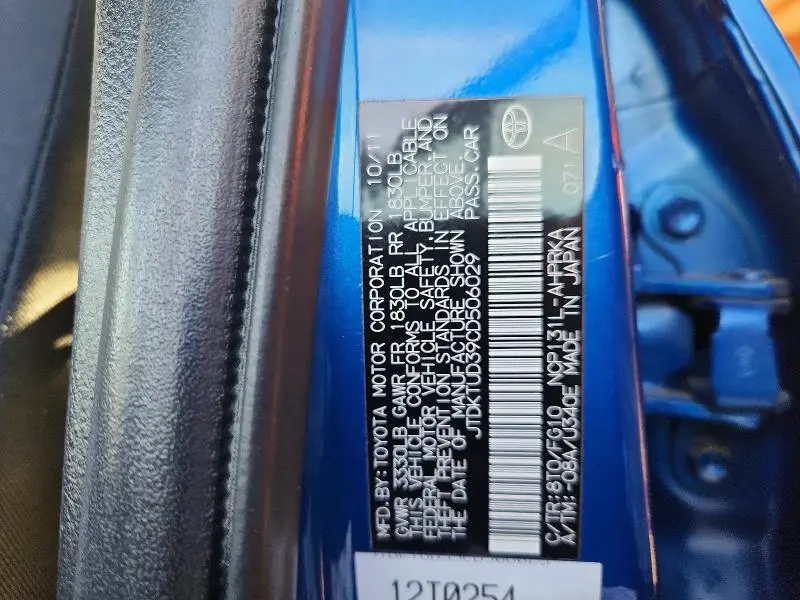 MFD.BY:TOYOTA MOTOR CORPORATION 10/11
GVWR 3330LB GAWR FR 1830LB RR 1830LB
THIS VEHICLE CONFORMS TO ALL APPLICABLE
FEDERAL MOTOR VEHICLE SAFETY, BUMPER,AND
THEFT PREVENTION STANDARDS IN EFFECT ON
THE DATE OF MANUFACTURE SHOWN ABOVE.
JTDKTUD39CD506029 PASS.CAR
C/TR:8T0/FG10 NCP131L-AHPRKA 071 A
A/TM:-08A/U340E MADE IN JAPAN
12T0254